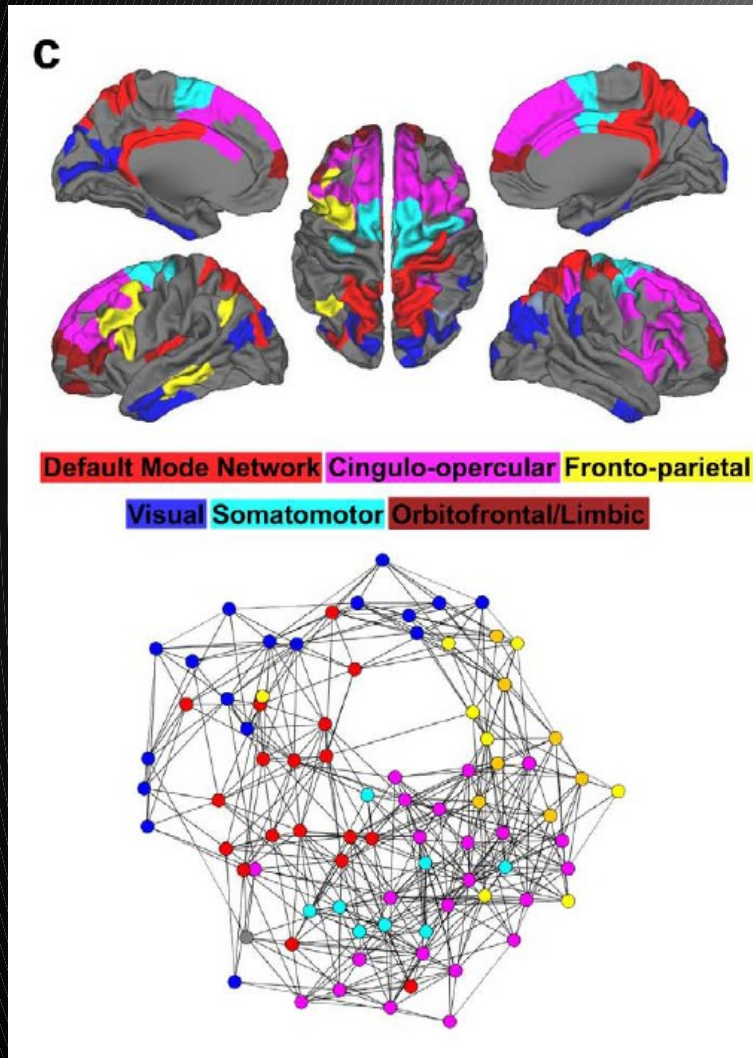 C
Default Mode Network Cingulo-opercular Fronto-parietal
Visual Somatomotor Orbitofrontal/Limbic